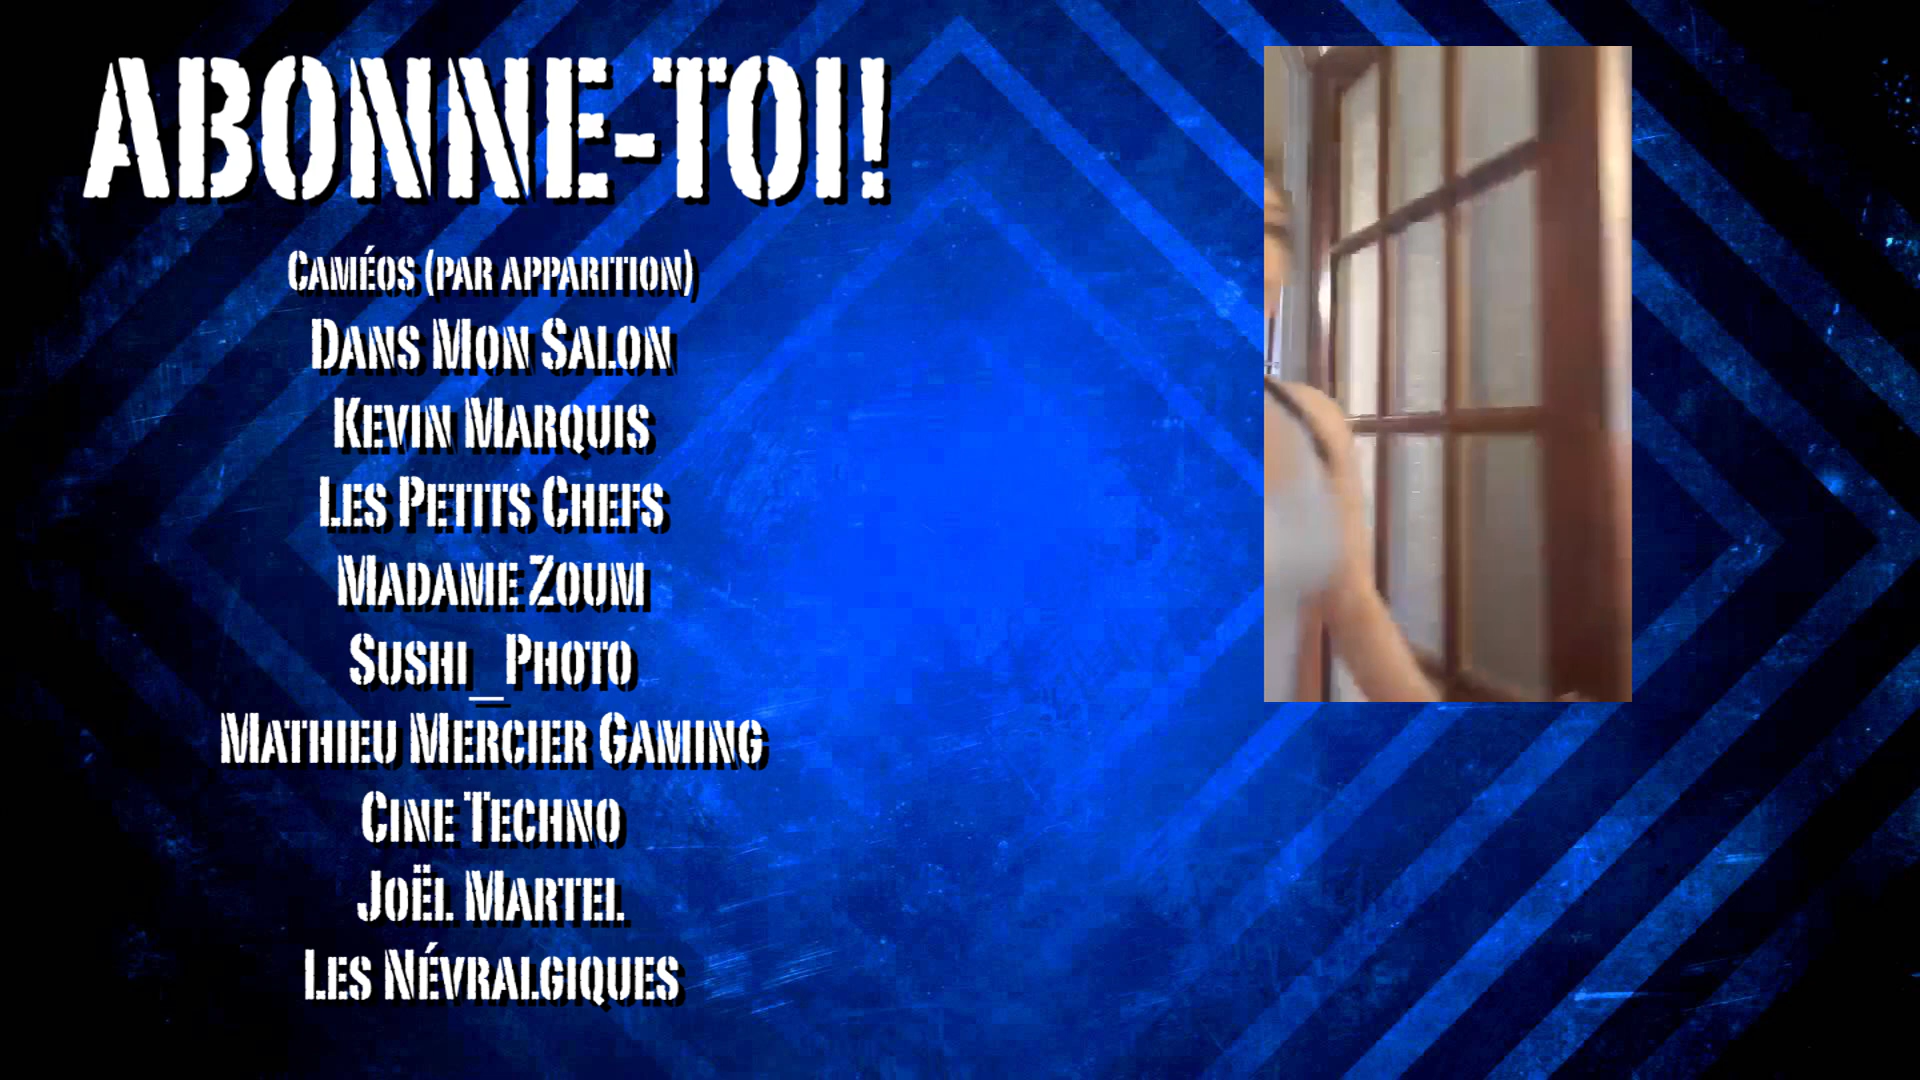 ABONNE-TOI!
Caméos (par apparition)
Dans Mon Salon
Kevin Marquis
Les Petits Chefs
Madame Zoum
Sushi_Photo
Mathieu Mercier Gaming
Cine Techno
Joël Martel
Les Névralgiques